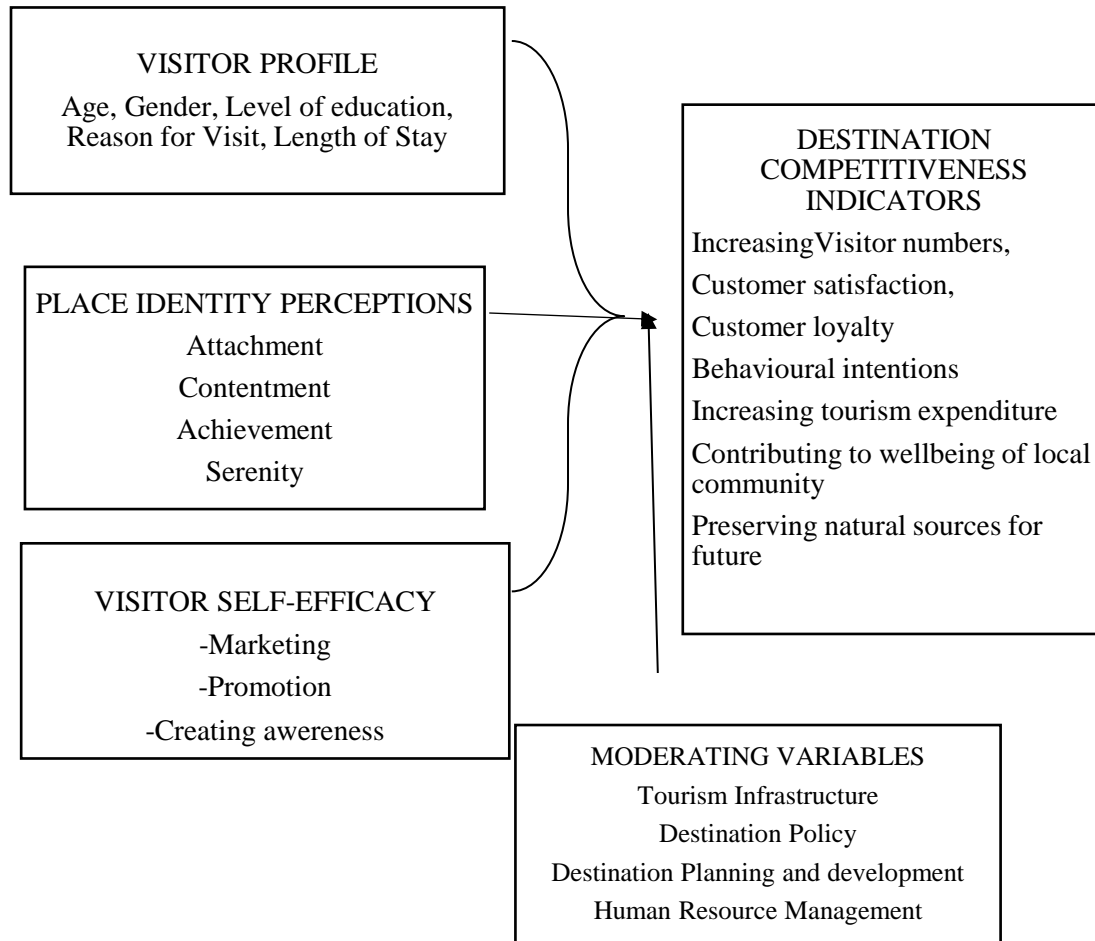 VISITOR PROFILE
Age, Gender, Level of education,
Reason for Visit, Length of Stay
PLACE IDENTITY PERCEPTIONS
Attachment
Contentment
Achievement
Serenity
VISITOR SELF-EFFICACY
-Marketing
-Promotion
-Creating awereness
DESTINATION
COMPETITIVENESS
INDICATORS
IncreasingVisitor numbers,
Customer satisfaction,
Customer loyalty
Behavioural intentions
Increasing tourism expenditure
Contributing to wellbeing of local
community
Preserving natural sources for
future
MODERATING VARIABLES
Tourism Infrastructure
Destination Policy
Destination Planning and development
Human Resource Management